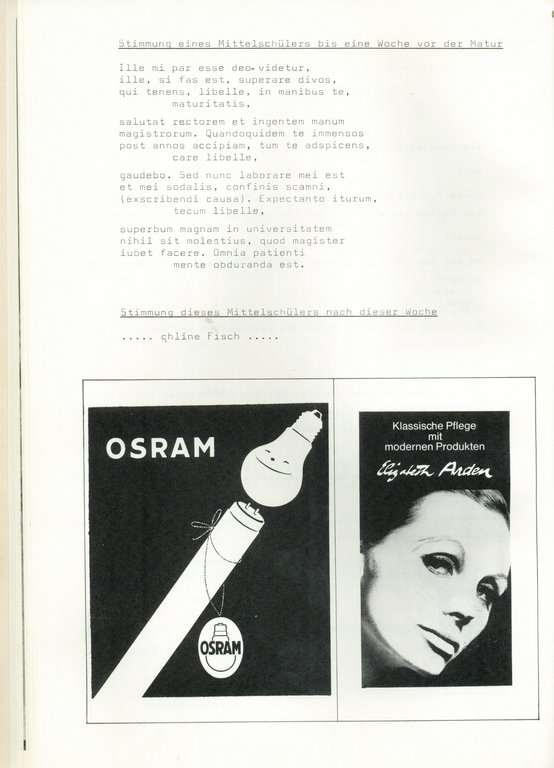 Stimmung eines Mittelschülers bis eine Woche vor der Matur
Ille mi par esse deo.videtur,
ille, si fas est, superare divos,
qui tenens, libelle, in manibus te,
maturitatis,
salutat rectorem et ingentem manum
magistrorum. Quandoquidem te immensos
post annos accipiam, tum te adspicens,
care libelle,
gaudebo. Sed nunc laborare mei est
et mei sodalis, confinis scamni,
(exscribendi causa). Expectanto iturum,
tecum libelle,
superbum magnam in universitatem
nihil sit molestius, quod magister
iubet facere. Omnia patienti
mente obduranda est.
Stimmung dieses Mittelschülers nach dieser Woche
..... chline Fisch .....
OSRAM
OSRAM
Klassische Pflege
mit
modernen Produkten
Elizabeth Arden